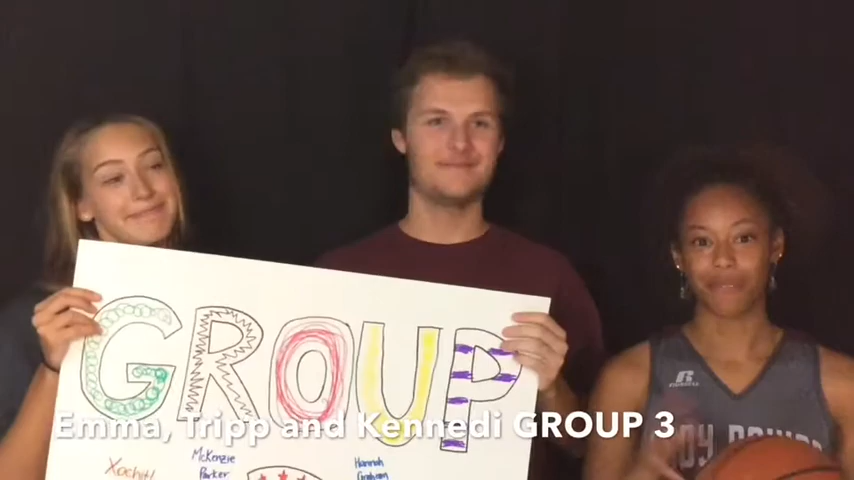 GROUP
Emma, Tripp and Kennedi GROUP 3
Xochitl
McKenzie
Parker
Hannah
Graham
R